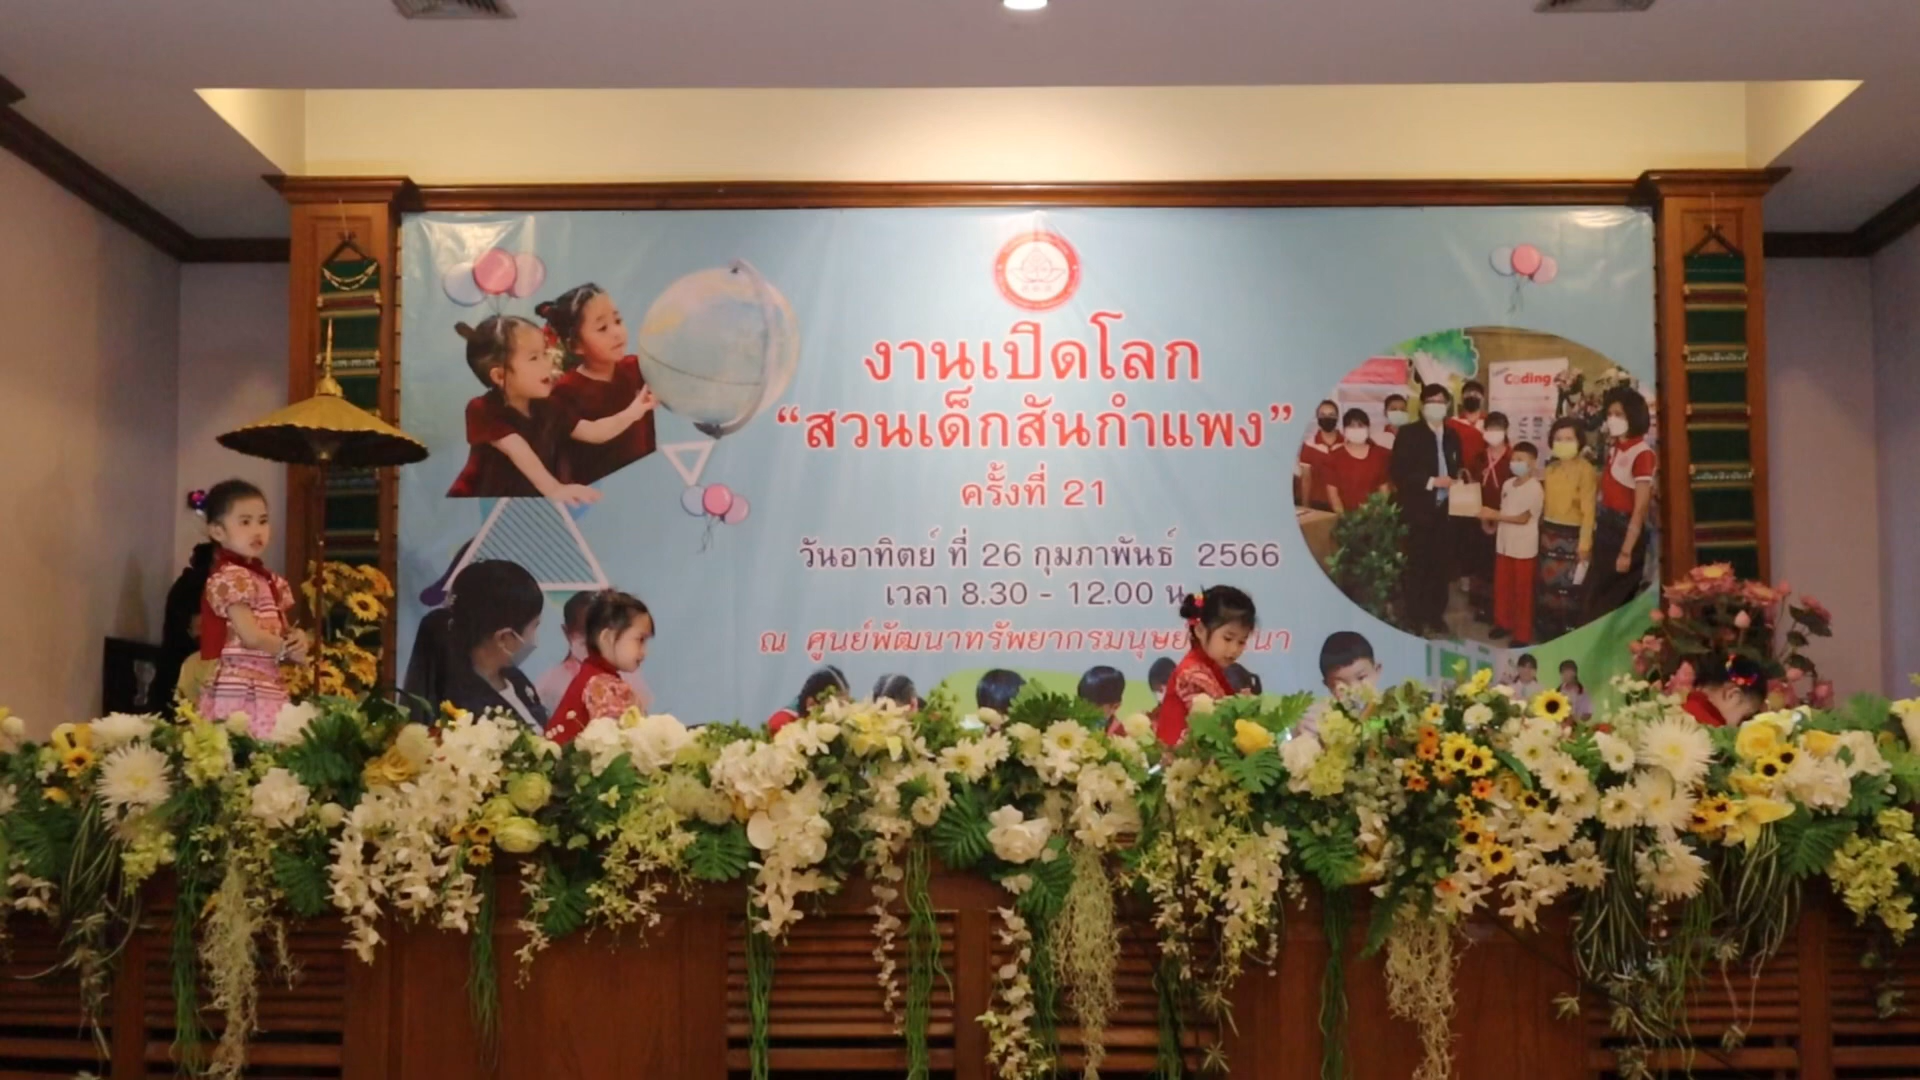 งานเปิดโลก
“สวนเด็กสันกำแพง”
ครั้งที่ 21
วันอาทิตย์ ที่ 26 กุมภาพันธ์ 2566
เวลา 8.30 - 12.00 น
ณ ศูนย์พัฒนาทรัพยากรมนุษย
Coding